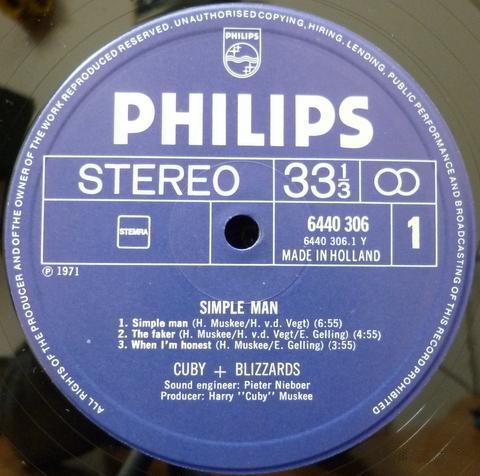 ALL RIGHTS OF THE PRODUCER AND OF THE OWNER OF THE WORK REPRODUCED RESERVED. UNAUTHORISED COPYING, HIRING, LENDING, PUBLIC PERFORMANCE AND BROADCASTING OF THIS RECORD PROHIBITED
PHILIPS
PHILIPS
STEREO 33 1/3
STEMRA
6440 306
6440 306.1 Y
MADE IN HOLLAND
1
Ⓟ 1971
SIMPLE MAN
1. Simple man (H. Muskee/H. v.d. Vegt) (6:55)
2. The faker (H. Muskee/H. v.d. Vegt/E. Gelling) (4:55)
3. When I'm honest (H. Muskee/E. Gelling) (3:55)
CUBY + BLIZZARDS
Sound engineer: Pieter Nieboer
Producer: Harry "Cuby" Muskee